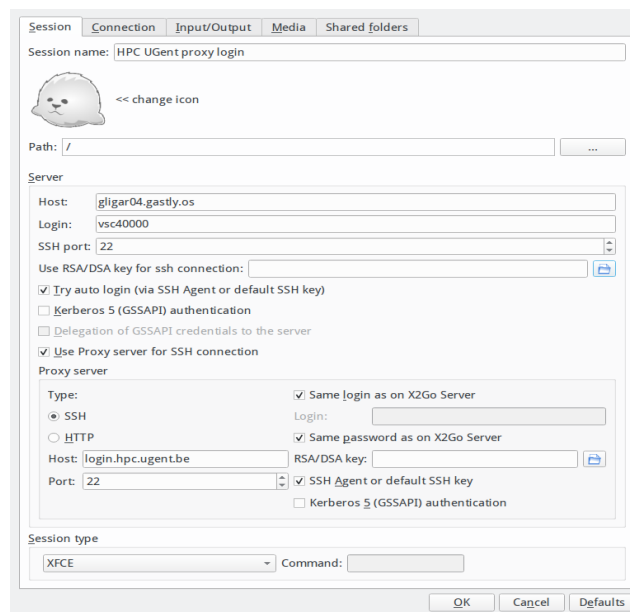 Session Connection Input/Output Media Shared folders
Session name: HPC UGent proxy login
<< change icon
Path: / ...
Server
Host: gligar04.gastly.os
Login: vsc40000
SSH port: 22
Use RSA/DSA key for ssh connection:
Try auto login (via SSH Agent or default SSH key)
Kerberos 5 (GSSAPI) authentication
Delegation of GSSAPI credentials to the server
Use Proxy server for SSH connection
Proxy server
Type: Same login as on X2Go Server
SSH Login:
HTTP Same password as on X2Go Server
Host: login.hpc.ugent.be RSA/DSA key:
Port: 22 SSH Agent or default SSH key
Kerberos 5 (GSSAPI) authentication
Session type
XFCE Command:
OK Cancel Defaults